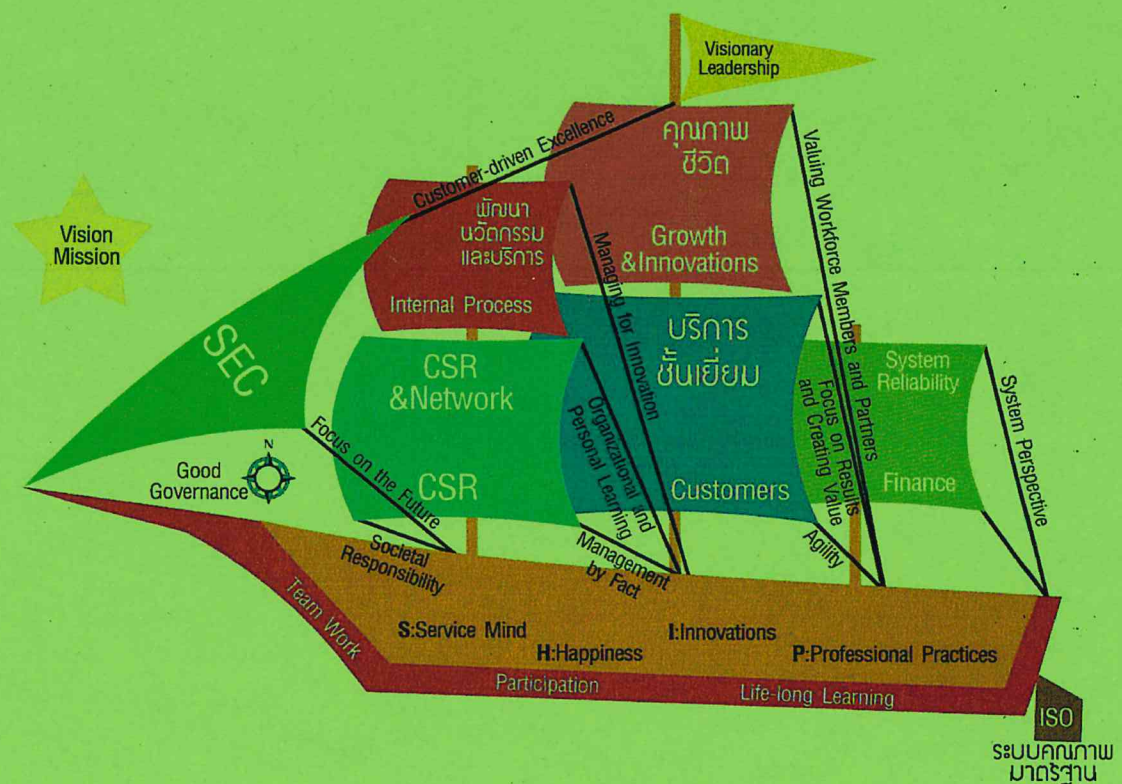 Visionary
Leadership
Customer-driven Excellence
คุณภาพ
ชีวิต
Growth
&Innovations
Valuing Workforce Members and Partners
Vision
Mission
พัฒนา
นวัตกรรม
และบริการ
Internal Process
Managing for Innovation
SEC
CSR
&Network
CSR
Organizational and
Personal Learning
บริการ
ชั้นเยี่ยม
Customers
Focus on Results
and Creating Value
System
Reliability
Finance
System Perspective
Good
Governance
N
Focus on the Future
Societal
Responsibility
Management
by Fact
Agility
Team Work
S:Service Mind
H:Happiness
I:Innovations
P:Professional Practices
Participation
Life-long Learning
ISO
ระบบคุณภาพ
มาตรฐาน